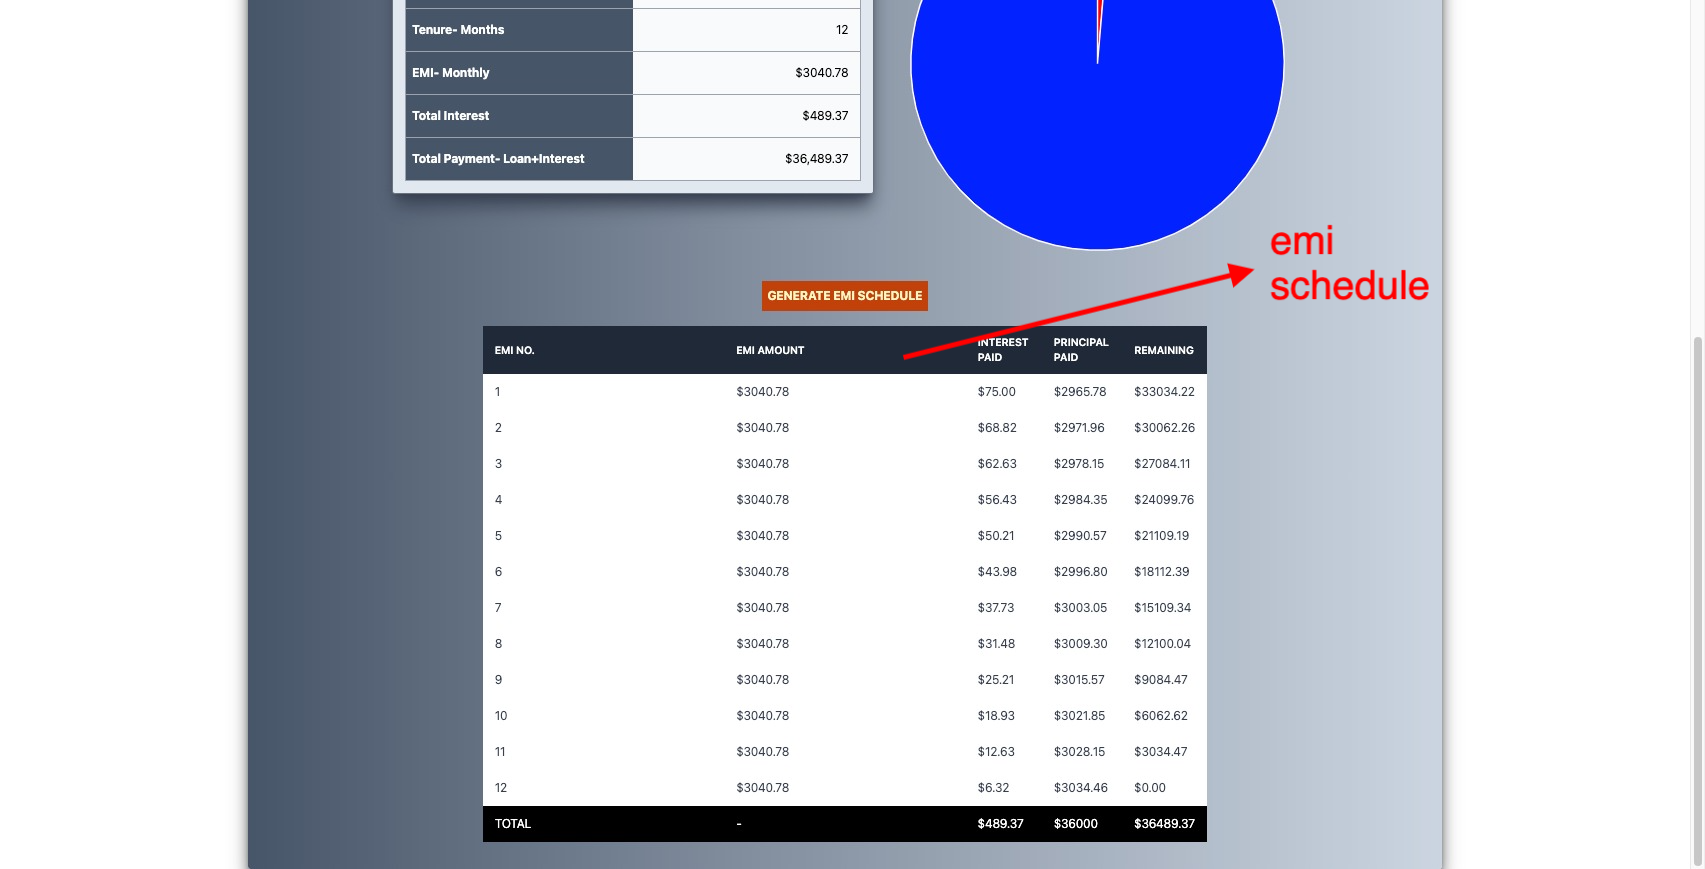 Tenure- Months 12
EMI- Monthly $3040.78
Total Interest $489.37
Total Payment- Loan+Interest $36,489.37
emi
schedule
GENERATE EMI SCHEDULE
EMI NO. EMI AMOUNT INTEREST PAID PRINCIPAL PAID REMAINING
1 $3040.78 $75.00 $2965.78 $33034.22
2 $3040.78 $68.82 $2971.96 $30062.26
3 $3040.78 $62.63 $2978.15 $27084.11
4 $3040.78 $56.43 $2984.35 $24099.76
5 $3040.78 $50.21 $2990.57 $21109.19
6 $3040.78 $43.98 $2996.80 $18112.39
7 $3040.78 $37.73 $3003.05 $15109.34
8 $3040.78 $31.48 $3009.30 $12100.04
9 $3040.78 $25.21 $3015.57 $9084.47
10 $3040.78 $18.93 $3021.85 $6062.62
11 $3040.78 $12.63 $3028.15 $3034.47
12 $3040.78 $6.32 $3034.46 $0.00
TOTAL - $489.37 $36000 $36489.37